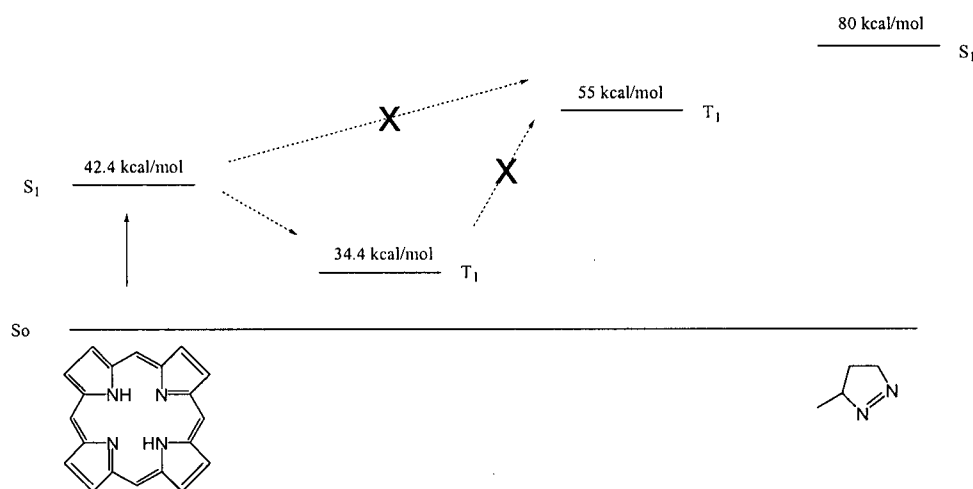 80 kcal/mol
S1
55 kcal/mol
T1
X
X
42.4 kcal/mol
S1
34.4 kcal/mol
T1
So
NH
N
N
HN
N
N